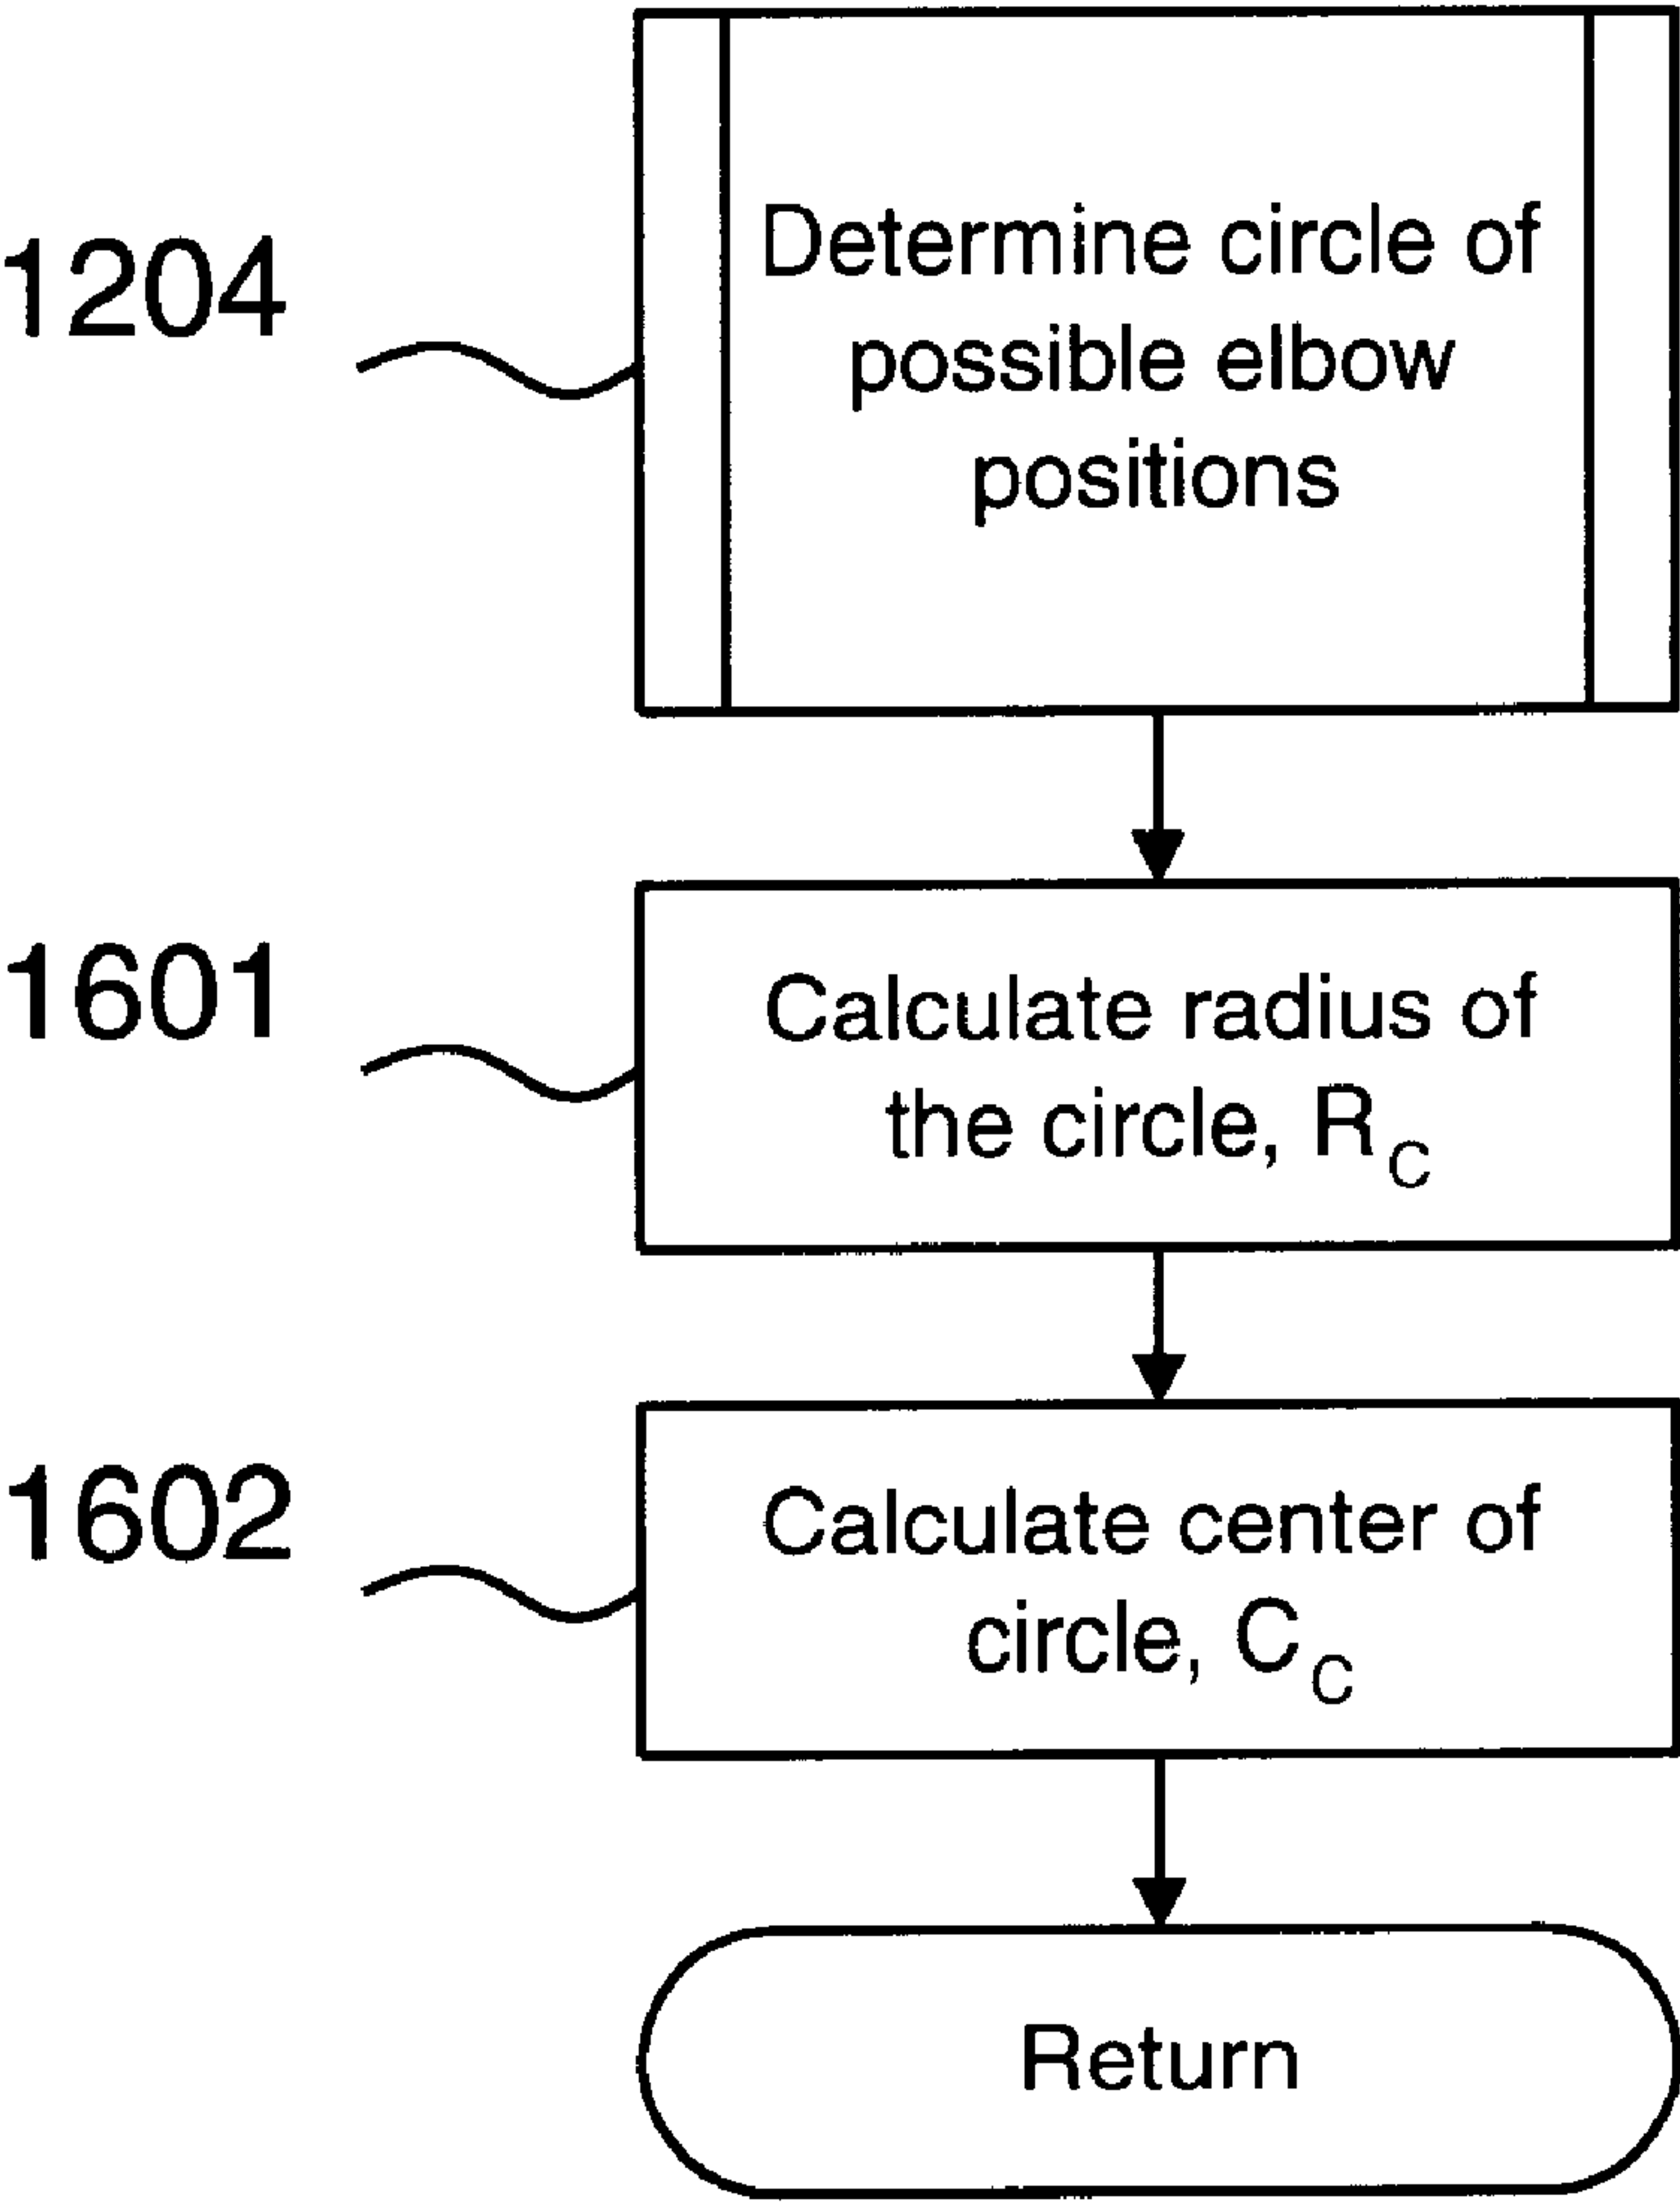 1204
Determine circle of
possible elbow
positions
1601
Calculate radius of
the circle, R_C
1602
Calculate center of
circle, C_C
Return